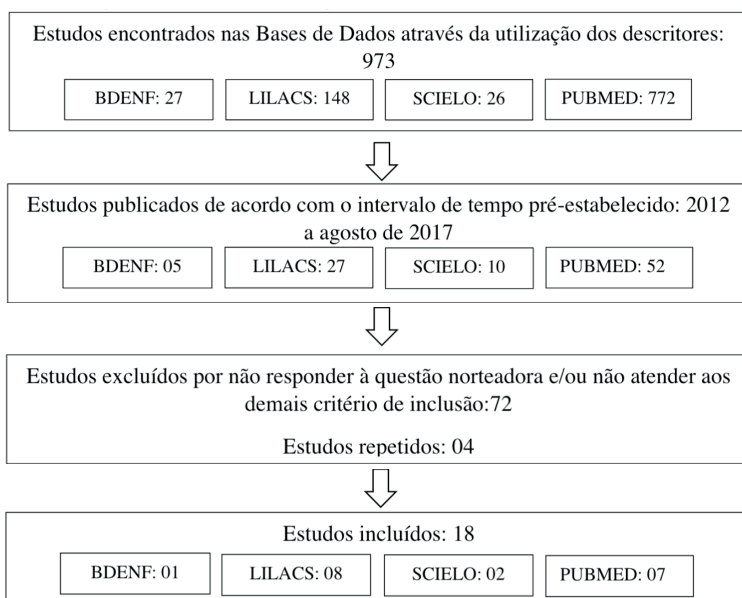 Estudos encontrados nas Bases de Dados através da utilização dos descritores:
973
BDENF: 27 LILACS: 148 SCIELO: 26 PUBMED: 772
Estudos publicados de acordo com o intervalo de tempo pré-estabelecido: 2012
a agosto de 2017
BDENF: 05 LILACS: 27 SCIELO: 10 PUBMED: 52
Estudos excluídos por não responder à questão norteadora e/ou não atender aos
demais critério de inclusão:72
Estudos repetidos: 04
Estudos incluídos: 18
BDENF: 01 LILACS: 08 SCIELO: 02 PUBMED: 07